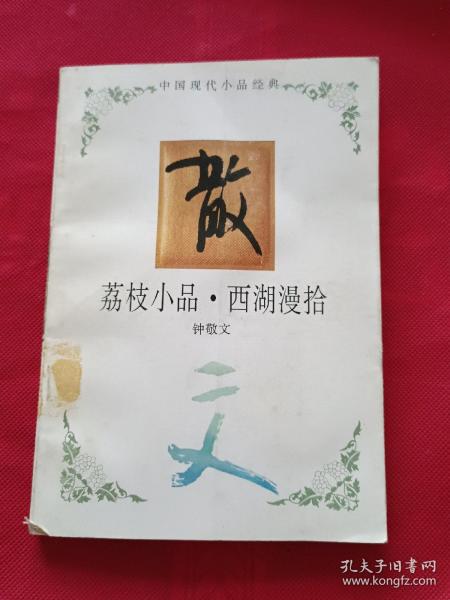 中国现代小品经典
散
荔枝小品·西湖漫拾
钟敬文
文
孔夫子旧书网
www.kongfz.com